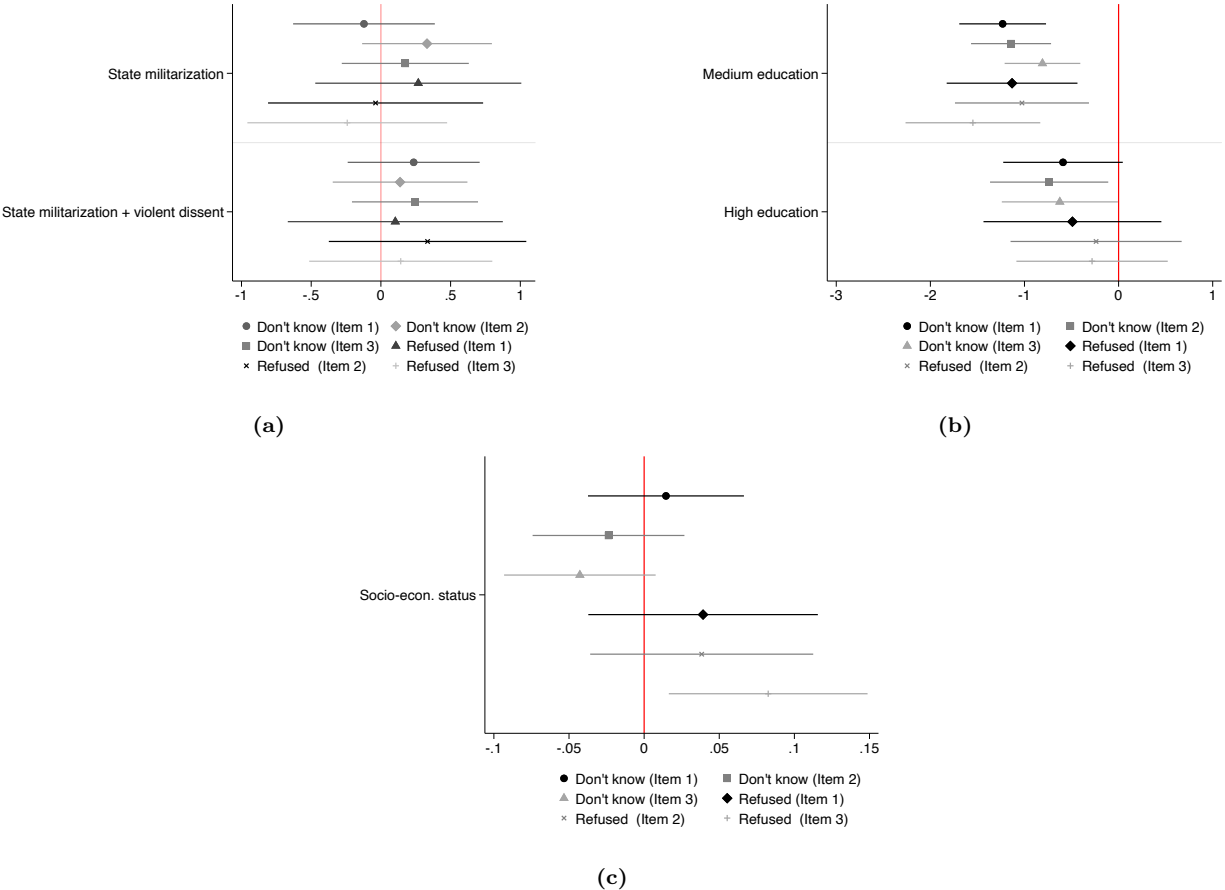 State militarization
State militarization + violent dissent
-1 -.5 0 .5 1
Don't know (Item 1) Don't know (Item 2)
Don't know (Item 3) Refused (Item 1)
Refused (Item 2) Refused (Item 3)
(a)
Medium education
High education
-3 -2 -1 0 1
Don't know (Item 1) Don't know (Item 2)
Don't know (Item 3) Refused (Item 1)
Refused (Item 2) Refused (Item 3)
(b)
Socio-econ. status
-.1 -.05 0 .05 .1 .15
Don't know (Item 1) Don't know (Item 2)
Don't know (Item 3) Refused (Item 1)
Refused (Item 2) Refused (Item 3)
(c)